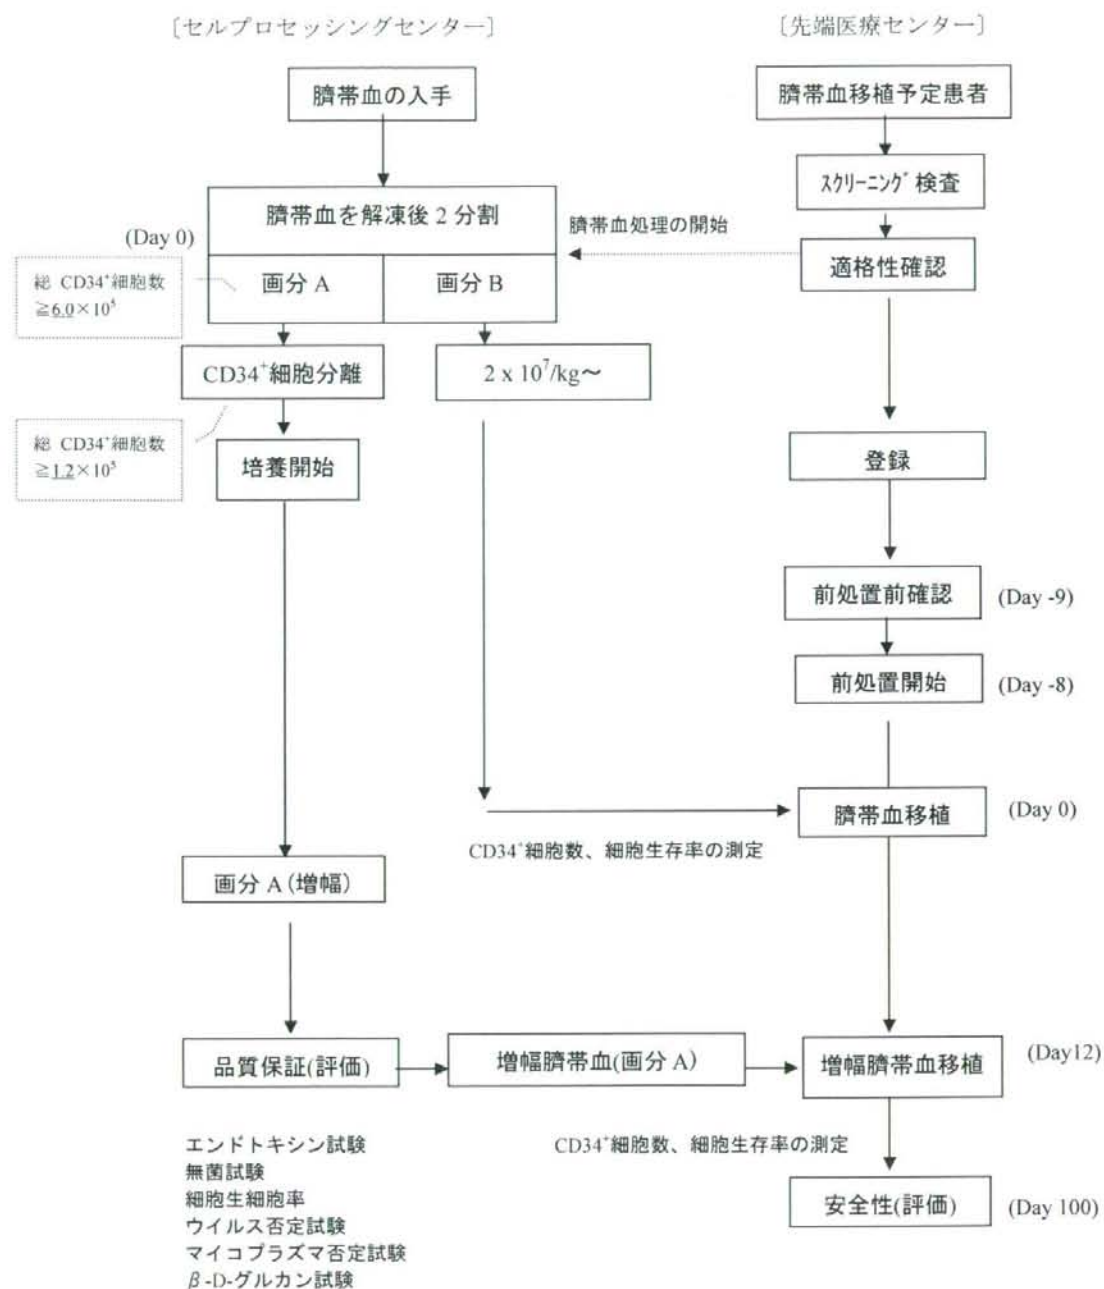 〔セルプロセッシングセンター〕
〔先端医療センター〕
臍帯血の入手
臍帯血移植予定患者
スクリーニング検査
臍帯血を解凍後2分割
(Day 0)
臍帯血処理の開始
適格性確認
総 CD34⁺細胞数
≧6.0×10⁵
画分 A
画分 B
CD34⁺細胞分離
2 x 10⁷/kg～
総 CD34⁺細胞数
≧1.2×10⁵
培養開始
登録
前処置前確認
(Day -9)
前処置開始
(Day -8)
臍帯血移植
(Day 0)
CD34⁺細胞数、細胞生存率の測定
画分 A (増幅)
品質保証(評価)
増幅臍帯血(画分 A)
増幅臍帯血移植
(Day12)
CD34⁺細胞数、細胞生存率の測定
エンドトキシン試験
無菌試験
細胞生細胞率
ウイルス否定試験
マイコプラズマ否定試験
β-D-グルカン試験
安全性(評価)
(Day 100)